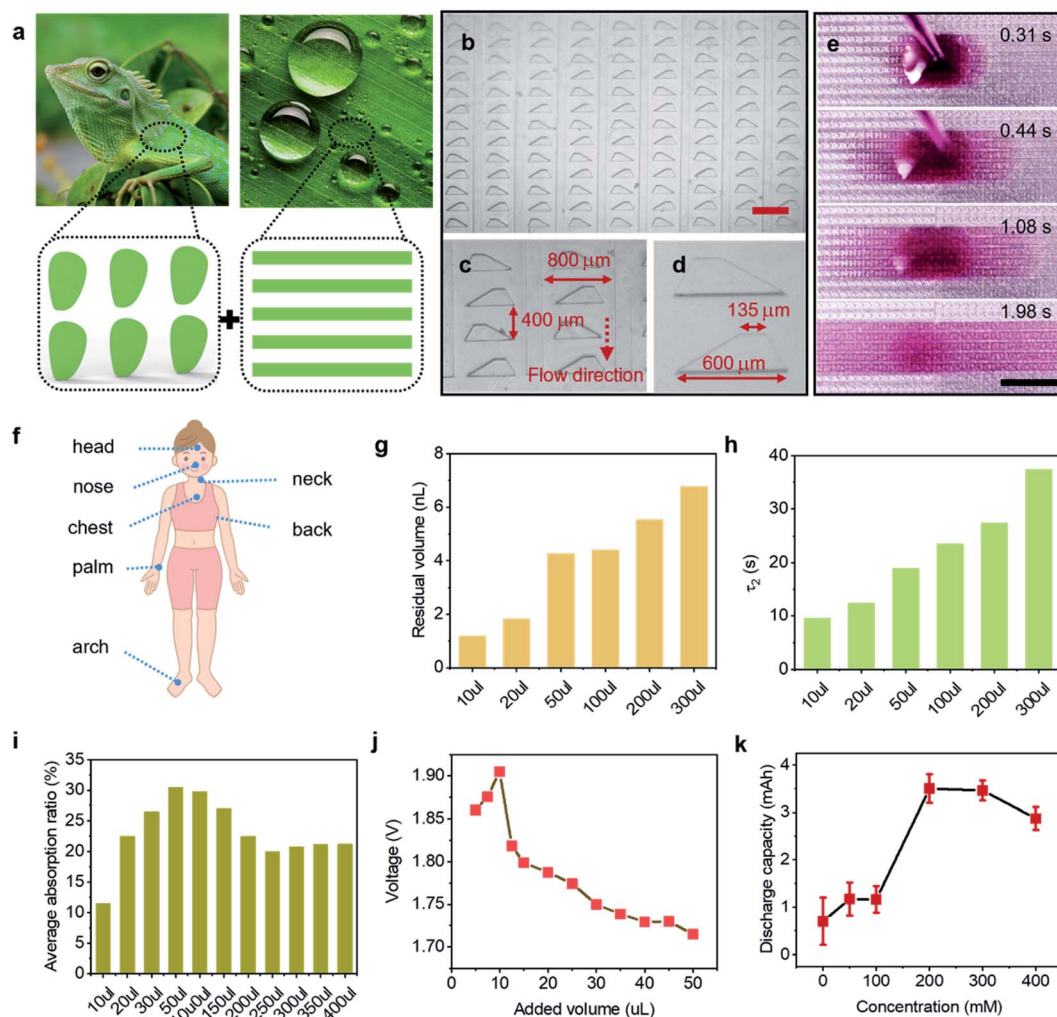 a
b
c
800 μm
400 μm
Flow direction
d
135 μm
600 μm
e
0.31 s
0.44 s
1.08 s
1.98 s
+
f
head
nose
neck
chest
back
palm
arch
g
Residual volume (nL)
8
6
4
2
0
10ul 20ul 50ul 100ul 200ul 300ul
h
τ2 (s)
40
30
20
10
0
10ul 20ul 50ul 100ul 200ul 300ul
i
Average absorption ratio (%)
35
30
25
20
15
10
5
0
10ul 20ul 30ul 50ul 10u0ul 150ul 200ul 250ul 300ul 350ul 400ul
j
Voltage (V)
1.90
1.85
1.80
1.75
1.70
0 10 20 30 40 50
Added volume (uL)
k
Discharge capacity (mAh)
4
3
2
1
0
0 100 200 300 400
Concentration (mM)